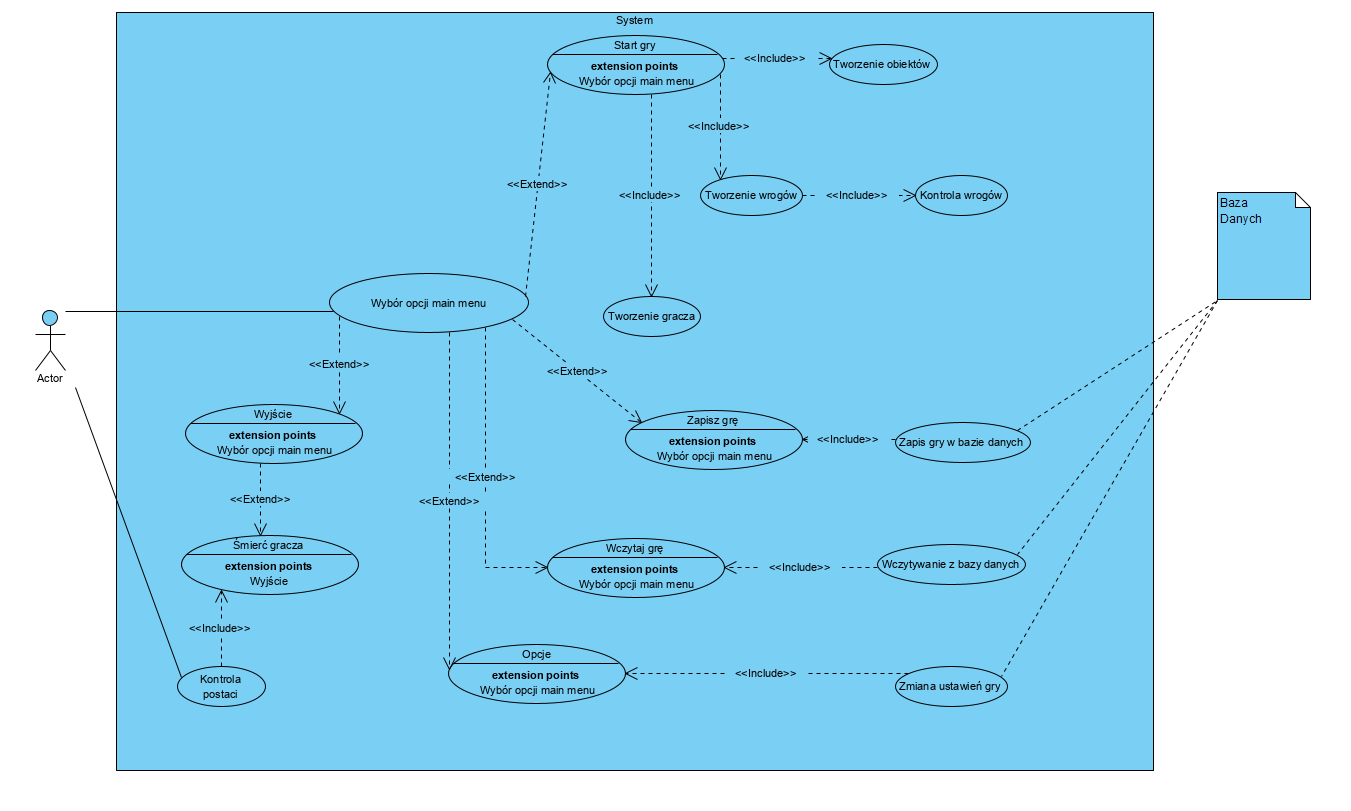 System
Start gry
extension points
Wybór opcji main menu
<<Include>>
Tworzenie obiektów
<<Include>>
<<Extend>>
<<Include>>
Tworzenie wrogów
<<Include>>
Kontrola wrogów
Baza
Danych
Wybór opcji main menu
Tworzenie gracza
Actor
<<Extend>>
<<Extend>>
Wyjście
extension points
Wybór opcji main menu
Zapisz grę
extension points
Wybór opcji main menu
<<Include>>
Zapis gry w bazie danych
<<Extend>>
<<Extend>>
<<Extend>>
Śmierć gracza
extension points
Wyjście
Wczytaj grę
extension points
Wybór opcji main menu
<<Include>>
Wczytywanie z bazy danych
<<Include>>
Kontrola
postaci
Opcje
extension points
Wybór opcji main menu
<<Include>>
Zmiana ustawień gry